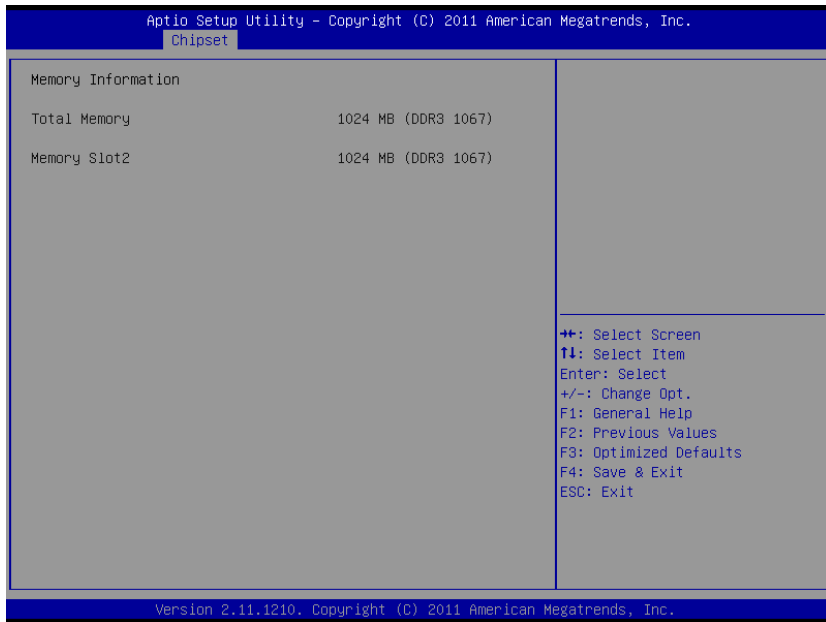 Aptio Setup Utility – Copyright (C) 2011 American Megatrends, Inc.
Chipset
Memory Information
Total Memory 1024 MB (DDR3 1067)
Memory Slot2 1024 MB (DDR3 1067)
→←: Select Screen
↑↓: Select Item
Enter: Select
+/-: Change Opt.
F1: General Help
F2: Previous Values
F3: Optimized Defaults
F4: Save & Exit
ESC: Exit
Version 2.11.1210. Copyright (C) 2011 American Megatrends, Inc.